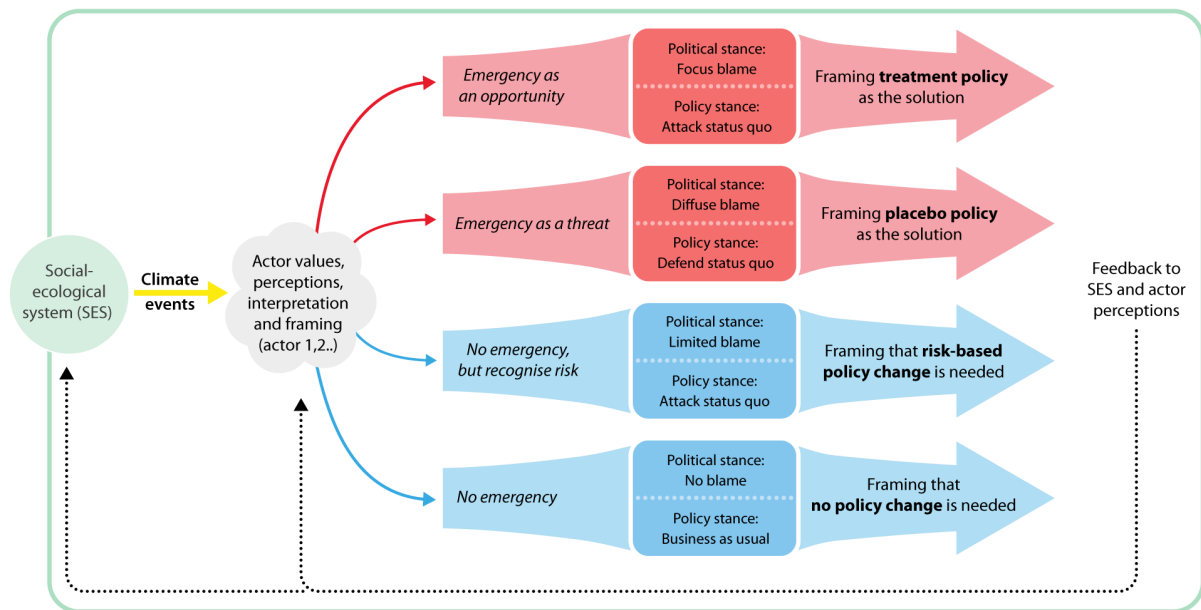 Social-
ecological
system (SES)
Climate
events
Actor values,
perceptions,
interpretation
and framing
(actor 1,2..)
Emergency as
an opportunity
Political stance:
Focus blame
Policy stance:
Attack status quo
Framing treatment policy
as the solution
Emergency as a threat
Political stance:
Diffuse blame
Policy stance:
Defend status quo
Framing placebo policy
as the solution
No emergency,
but recognise risk
Political stance:
Limited blame
Policy stance:
Attack status quo
Framing that risk-based
policy change is needed
No emergency
Political stance:
No blame
Policy stance:
Business as usual
Framing that
no policy change is needed
Feedback to
SES and actor
perceptions